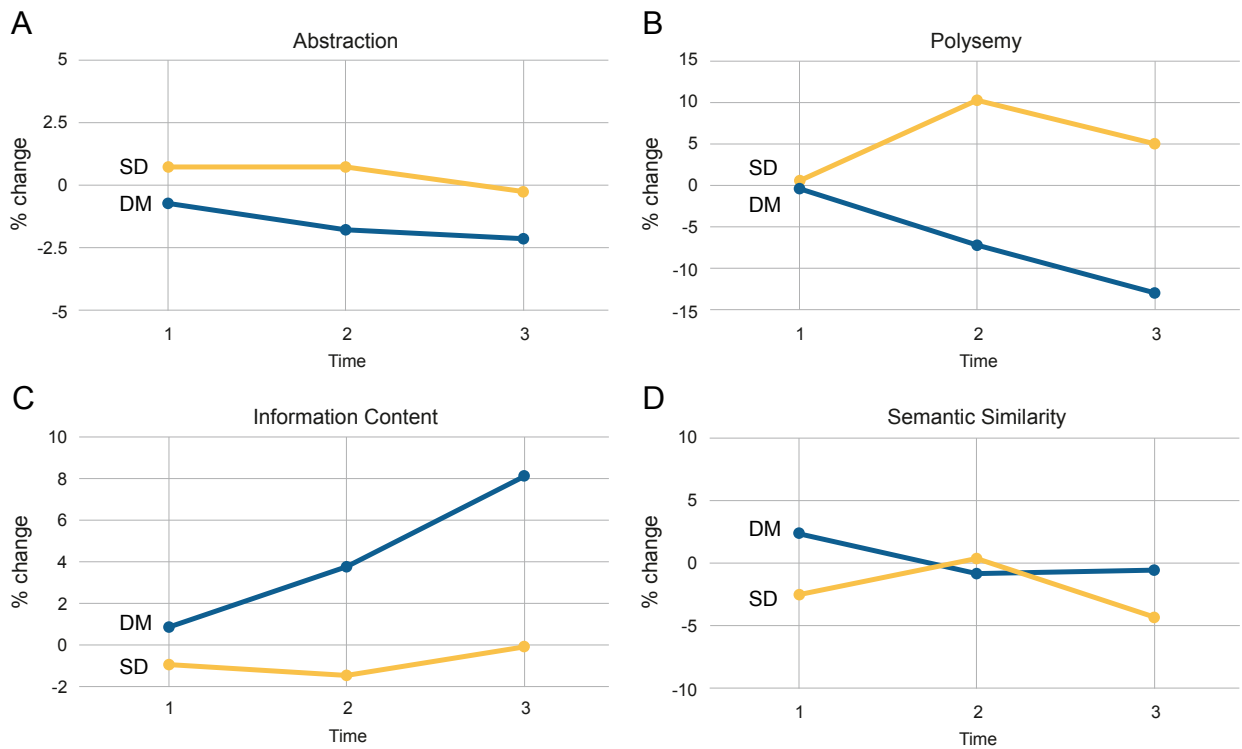 A
Abstraction
5
2.5
0
-2.5
-5
% change
SD
DM
1 2 3
Time
B
Polysemy
15
10
5
0
-5
-10
-15
% change
SD
DM
1 2 3
Time
C
Information Content
10
8
6
4
2
0
-2
% change
DM
SD
1 2 3
Time
D
Semantic Similarity
10
5
0
-5
-10
% change
DM
SD
1 2 3
Time